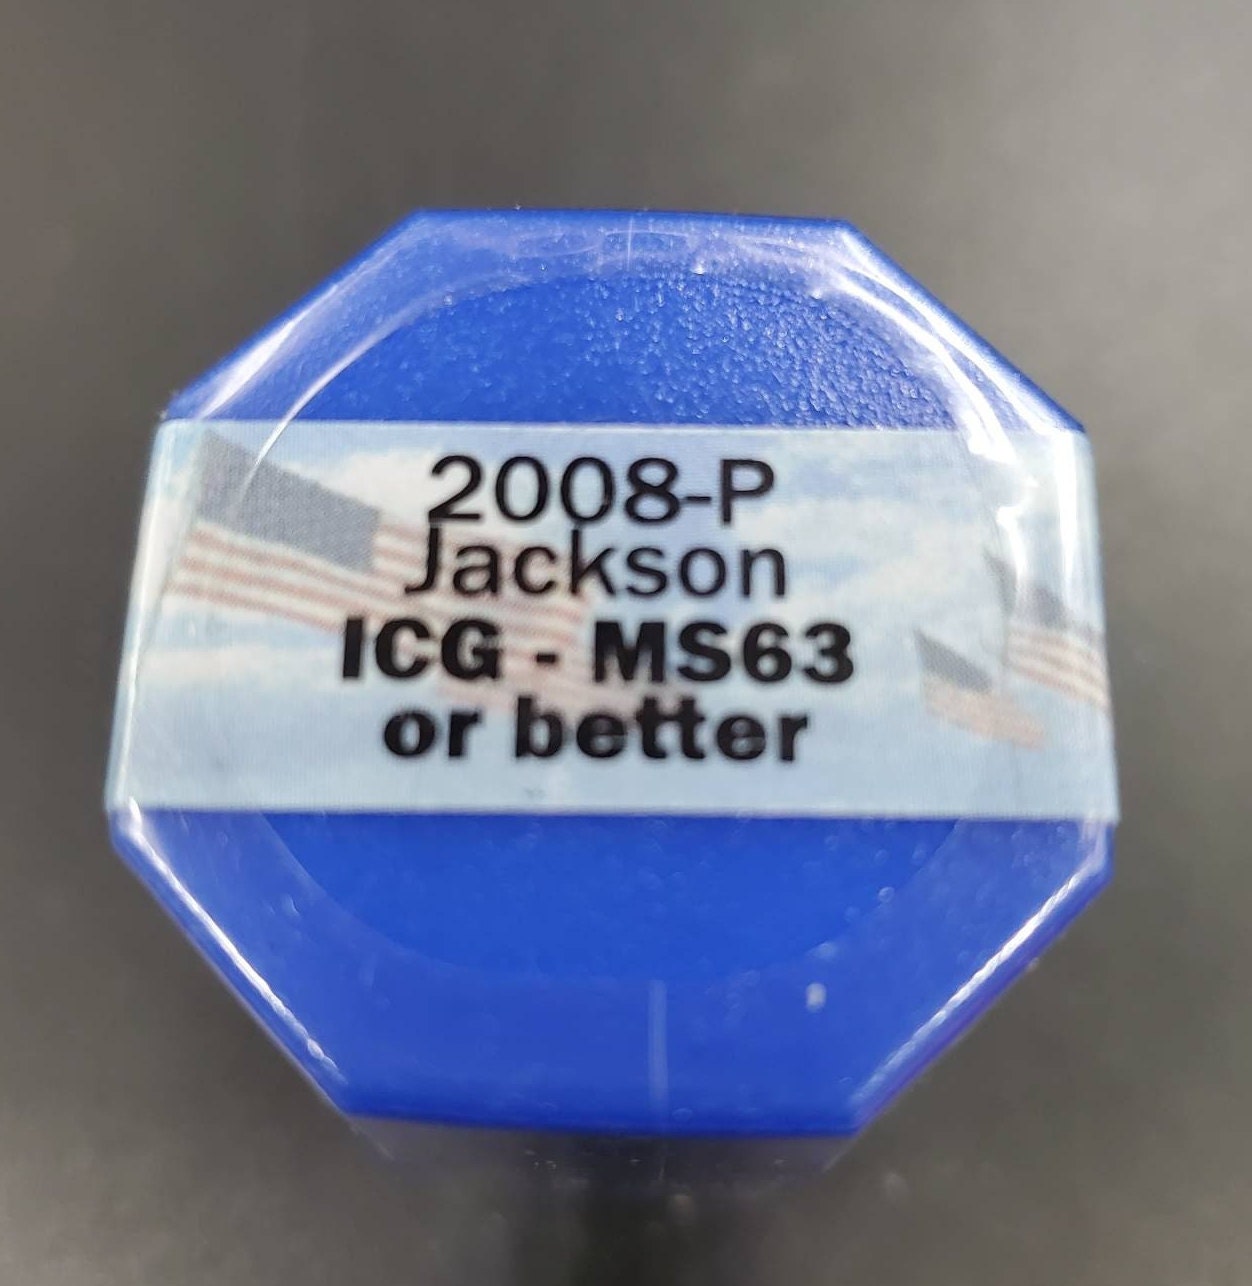 2008-P
Jackson
ICG - MS63
or better